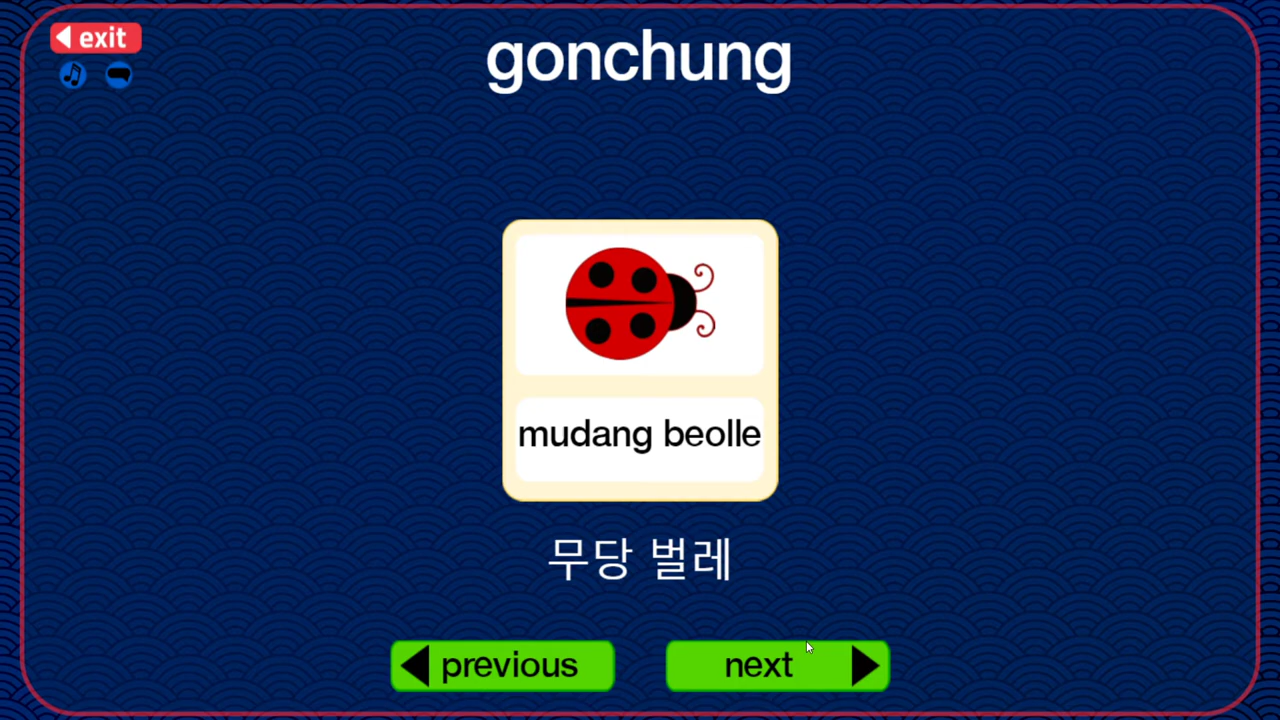 exit
gonchung
mudang beolle
무당 벌레
previous
next